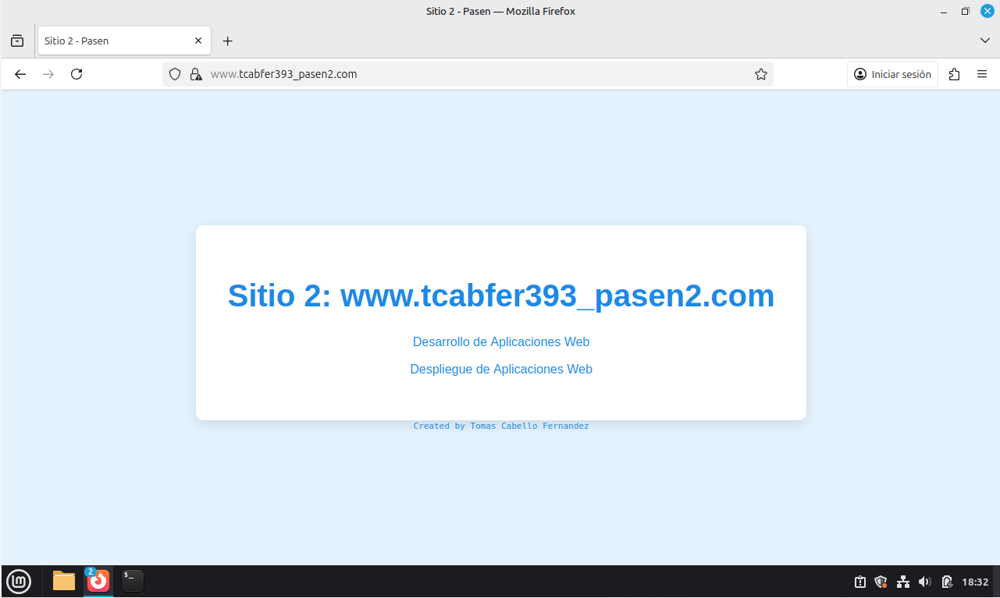 Sitio 2 - Pasen — Mozilla Firefox
Sitio 2 - Pasen
www.tcabfer393_pasen2.com
Iniciar sesión
Sitio 2: www.tcabfer393_pasen2.com
Desarrollo de Aplicaciones Web
Despliegue de Aplicaciones Web
Created by Tomas Cabello Fernandez
2
$_
18:32